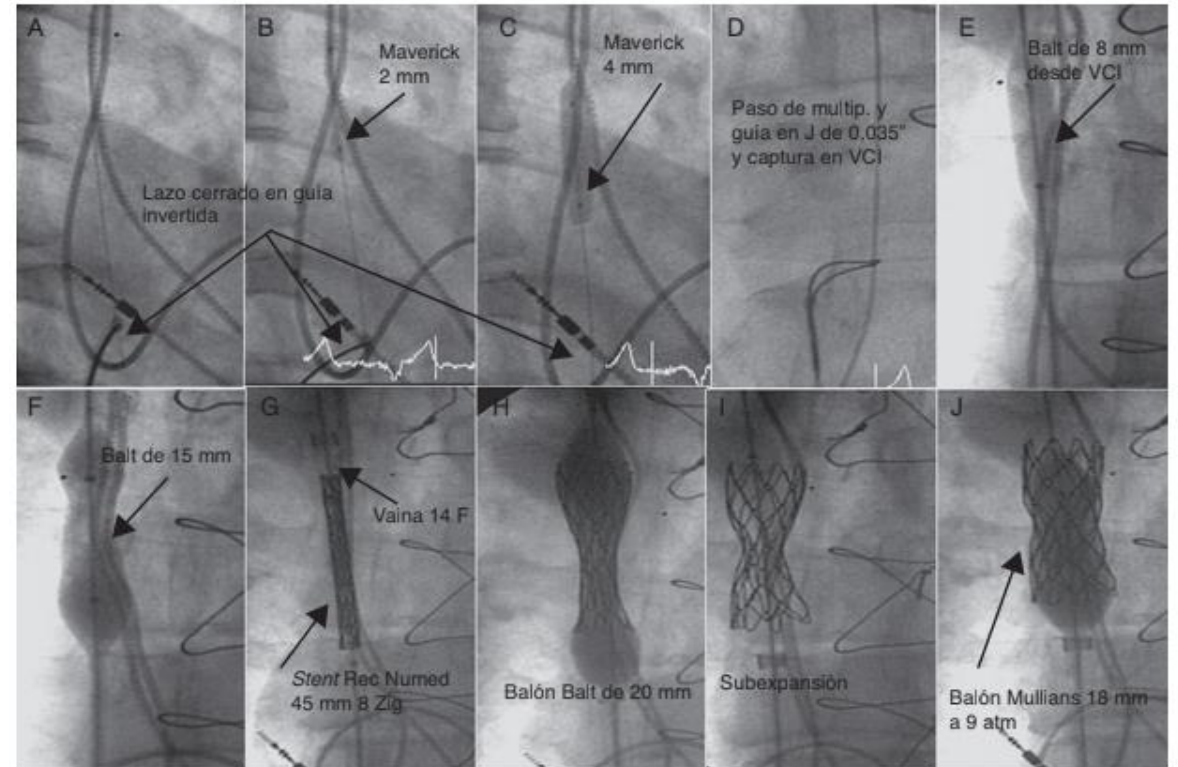 A
B
C
D
E
Maverick
2 mm
Maverick
4 mm
Balt de 8 mm
desde VCI
Paso de multip. y
guía en J de 0.035"
y captura en VCI
Lazo cerrado en guía
invertida
F
G
H
I
J
Balt de 15 mm
Vaina 14 F
Stent Rec Numed
45 mm 8 Zig
Balón Balt de 20 mm
Subexpansión
Balón Mullians 18 mm
a 9 atm